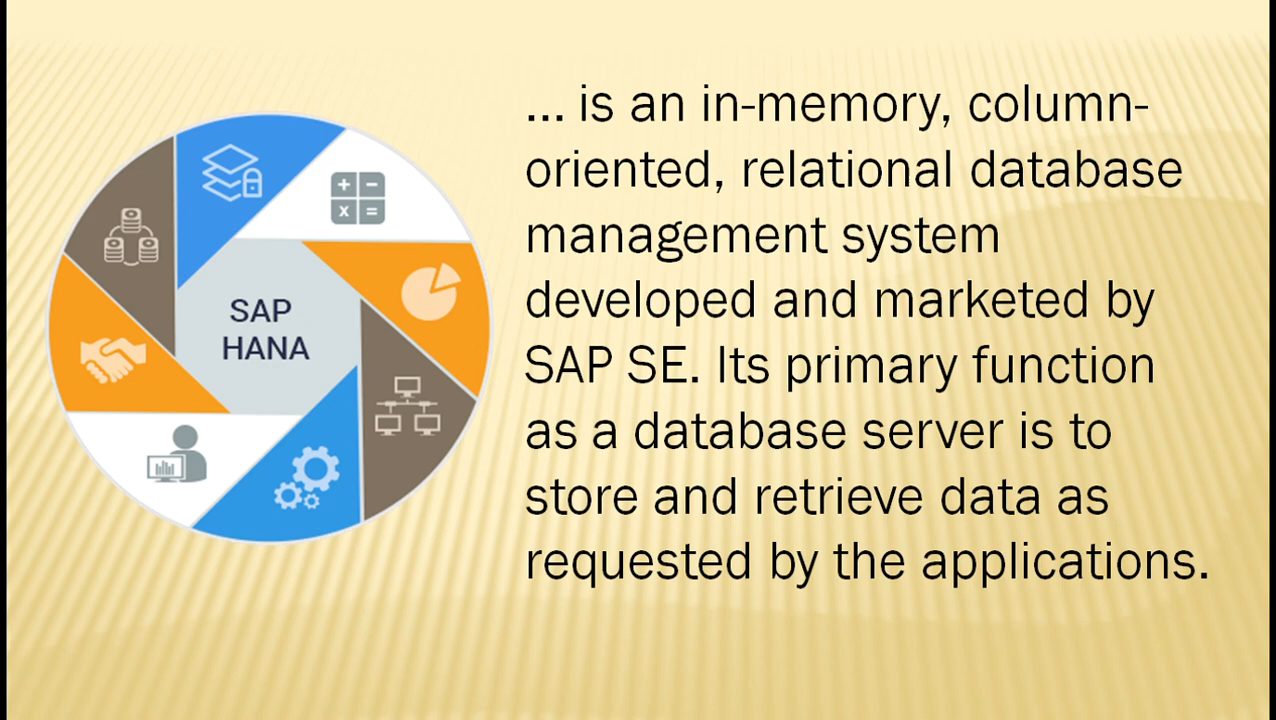 SAP
HANA
... is an in-memory, column-
oriented, relational database
management system
developed and marketed by
SAP SE. Its primary function
as a database server is to
store and retrieve data as
requested by the applications.
+ -
x =